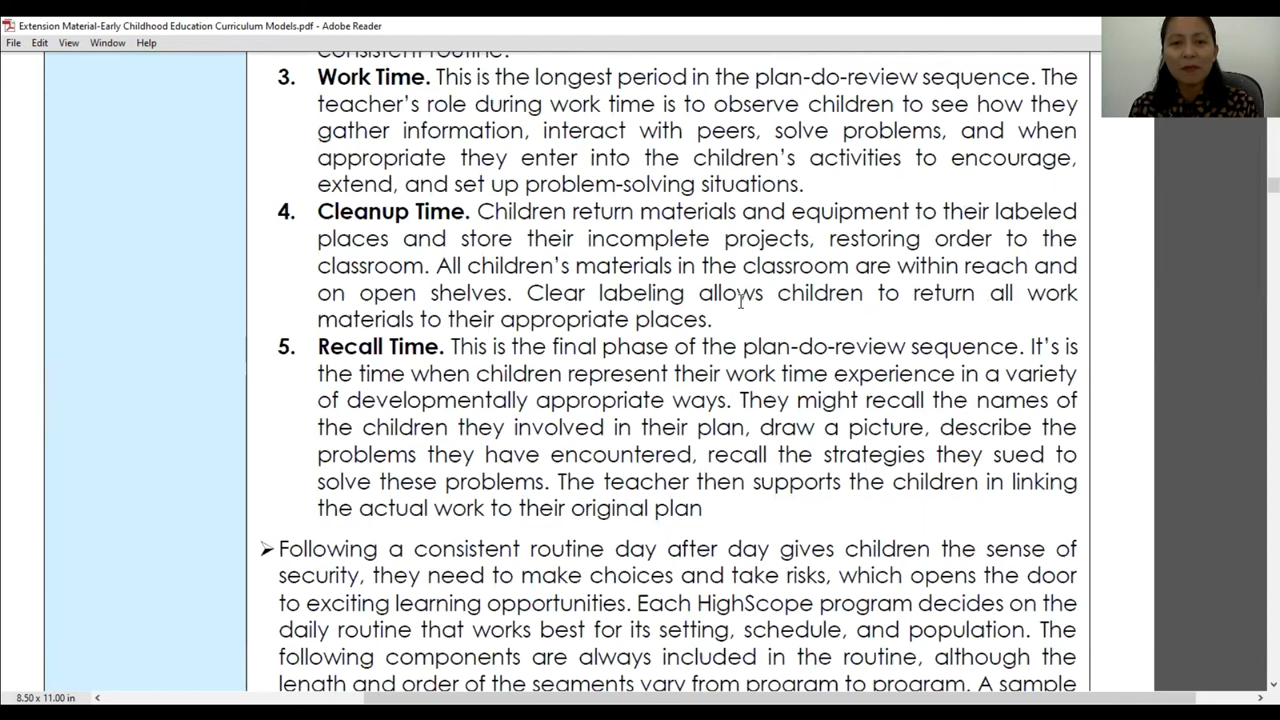 Extension Material-Early Childhood Education Curriculum Models.pdf - Adobe Reader
File Edit View Window Help
consistent routine.
3. Work Time. This is the longest period in the plan-do-review sequence. The
teacher’s role during work time is to observe children to see how they
gather information, interact with peers, solve problems, and when
appropriate they enter into the children’s activities to encourage,
extend, and set up problem-solving situations.
4. Cleanup Time. Children return materials and equipment to their labeled
places and store their incomplete projects, restoring order to the
classroom. All children’s materials in the classroom are within reach and
on open shelves. Clear labeling allows children to return all work
materials to their appropriate places.
5. Recall Time. This is the final phase of the plan-do-review sequence. It’s is
the time when children represent their work time experience in a variety
of developmentally appropriate ways. They might recall the names of
the children they involved in their plan, draw a picture, describe the
problems they have encountered, recall the strategies they sued to
solve these problems. The teacher then supports the children in linking
the actual work to their original plan
➢ Following a consistent routine day after day gives children the sense of
security, they need to make choices and take risks, which opens the door
to exciting learning opportunities. Each HighScope program decides on the
daily routine that works best for its setting, schedule, and population. The
following components are always included in the routine, although the
length and order of the segments vary from program to program. A sample
8.50 x 11.00 in